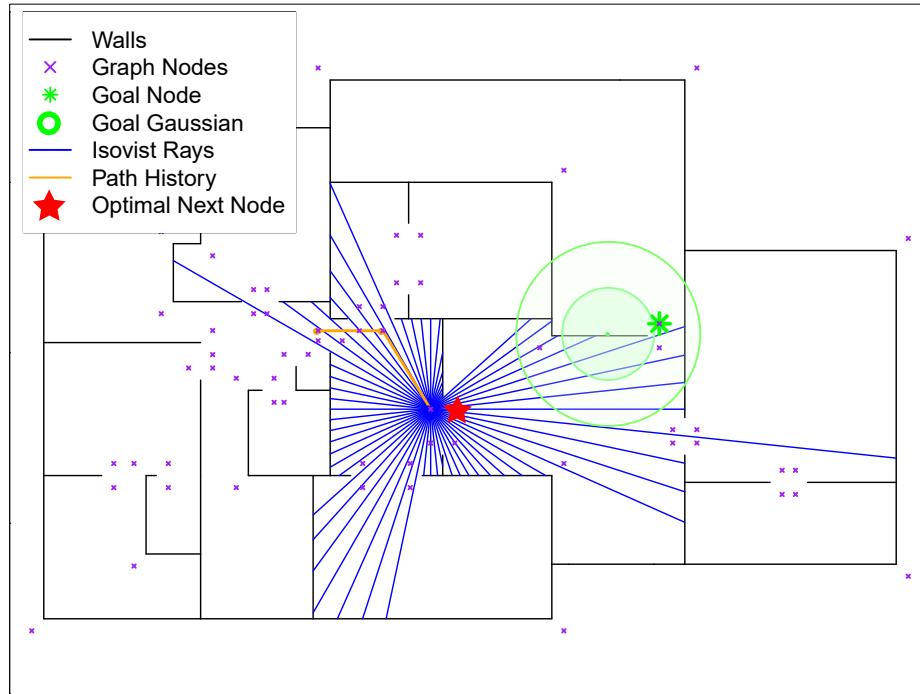 Walls
Graph Nodes
Goal Node
Goal Gaussian
Isovist Rays
Path History
Optimal Next Node